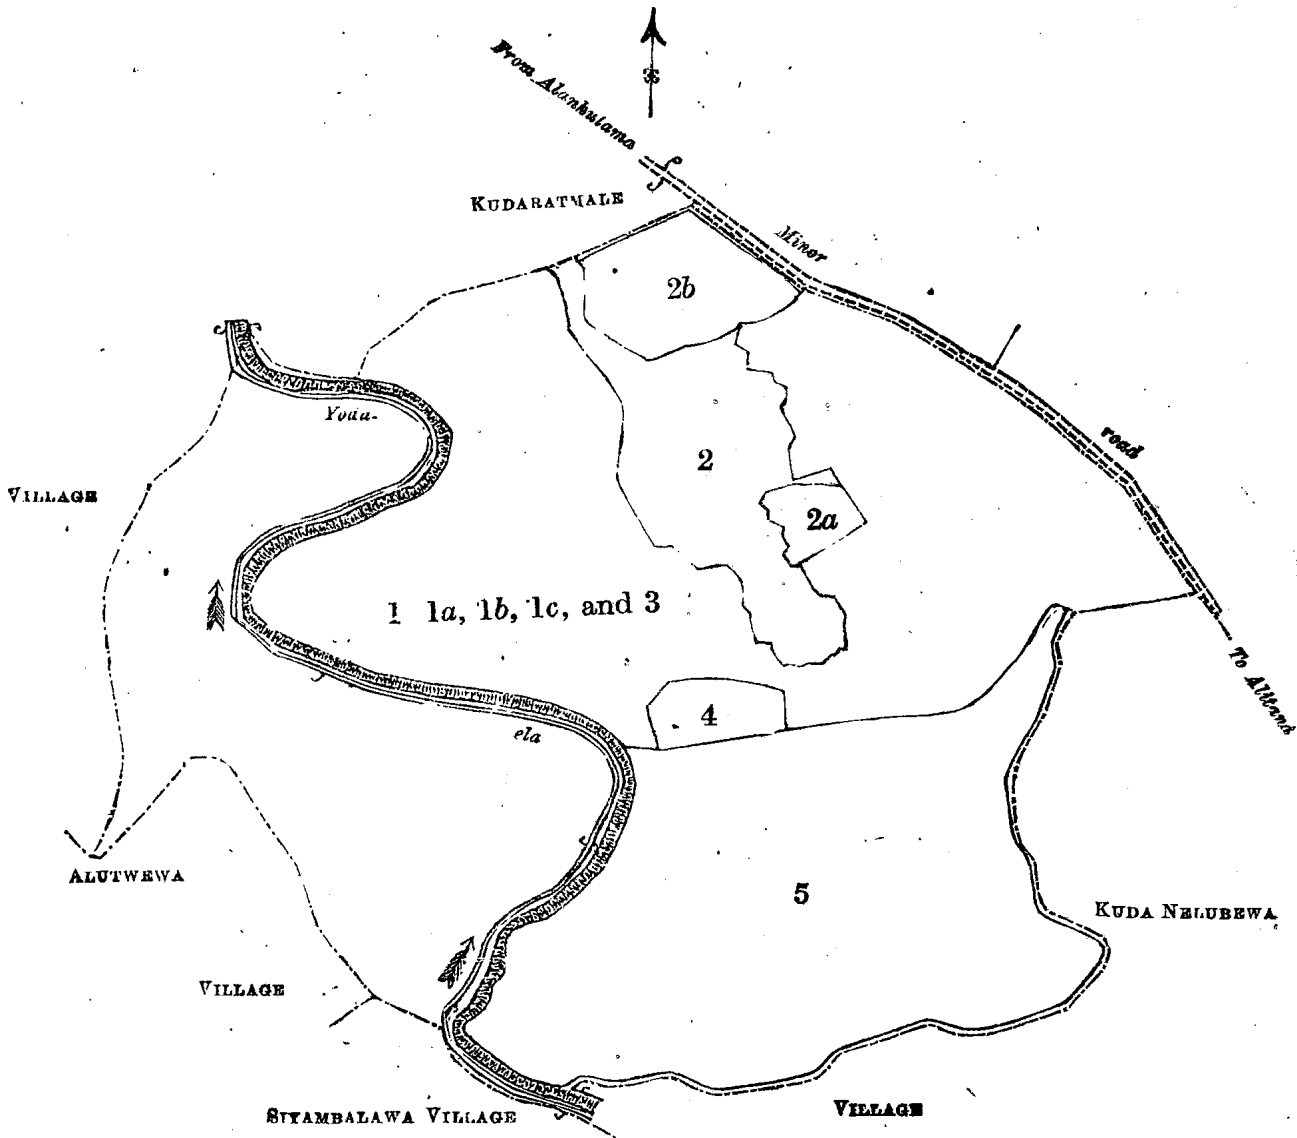 From Alankulama
KUDARATMALE
Minor
2b
Yoda-
road
2
VILLAGE
2a
1 1a, 1b, 1c, and 3
To Alitana
4
ela
ALUTWEWA
5
KUDA NELUBEWA
VILLAGE
SIYAMBALAWA VILLAGE
VILLAGE